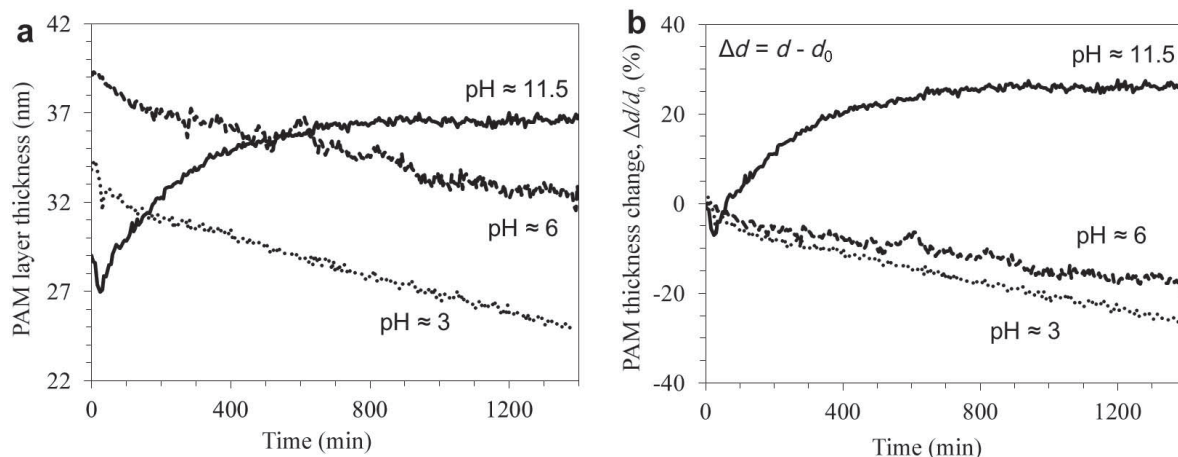 a
PAM layer thickness (nm)
42
37
32
27
22
0
400
800
1200
Time (min)
pH ≈ 11.5
pH ≈ 6
pH ≈ 3
b
PAM thickness change, Δd/d₀ (%)
40
20
0
-20
-40
0
400
800
1200
Time (min)
Δd = d - d₀
pH ≈ 11.5
pH ≈ 6
pH ≈ 3